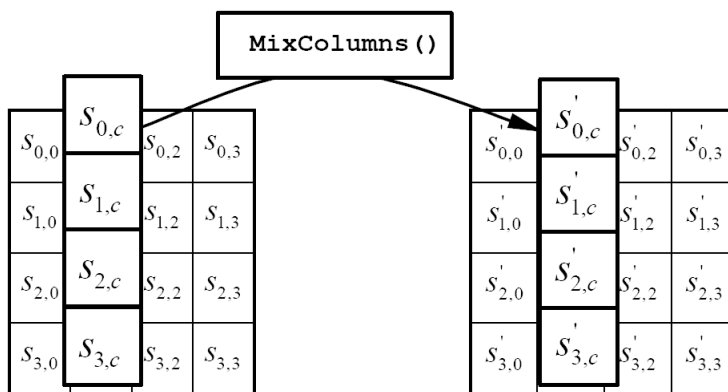 MixColumns()
s0,c s'0,c
s0,0 s0,2 s0,3 s'0,0 s'0,2 s'0,3
s1,c s'1,c
s1,0 s1,2 s1,3 s'1,0 s'1,2 s'1,3
s2,c s'2,c
s2,0 s2,2 s2,3 s'2,0 s'2,2 s'2,3
s3,c s'3,c
s3,0 s3,2 s3,3 s'3,0 s'3,2 s'3,3